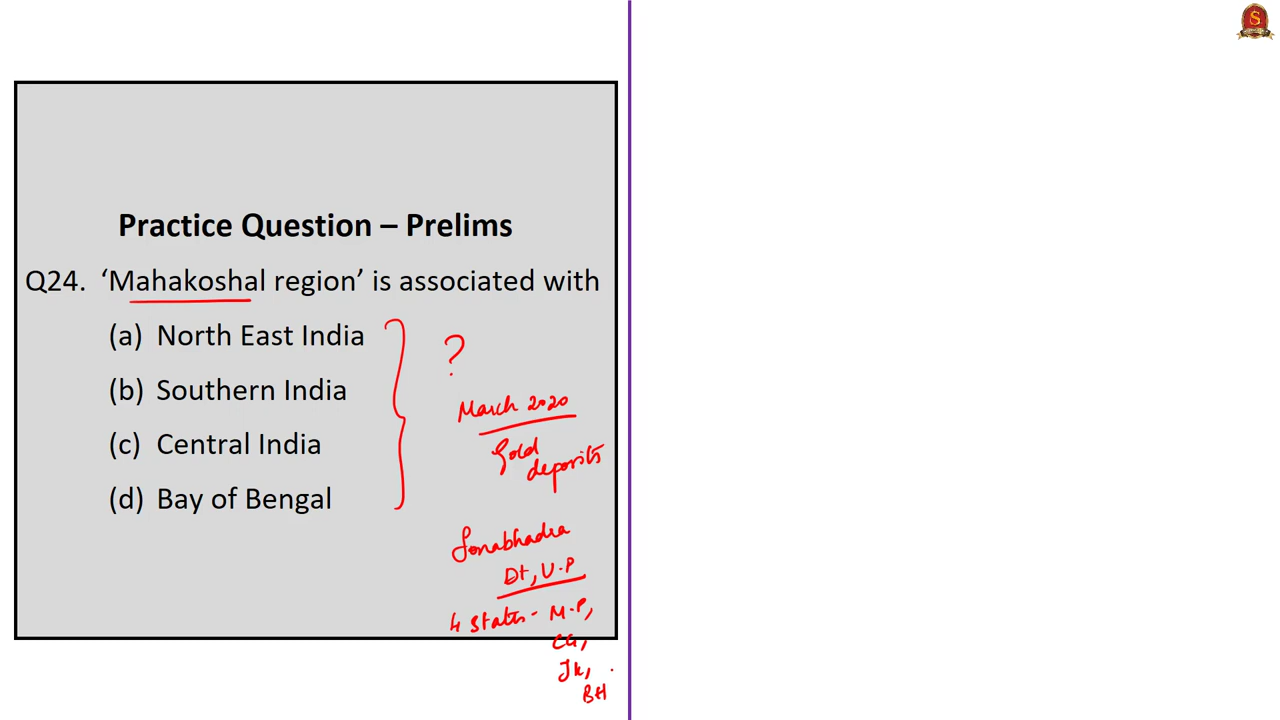 Practice Question – Prelims
Q24. ‘Mahakoshal region’ is associated with
(a) North East India
(b) Southern India
(c) Central India
(d) Bay of Bengal
?
March 2020
Gold
deposits
Sonabhadra
Dt, U.P
4 States - M.P,
CG,
Jk,
BH
S